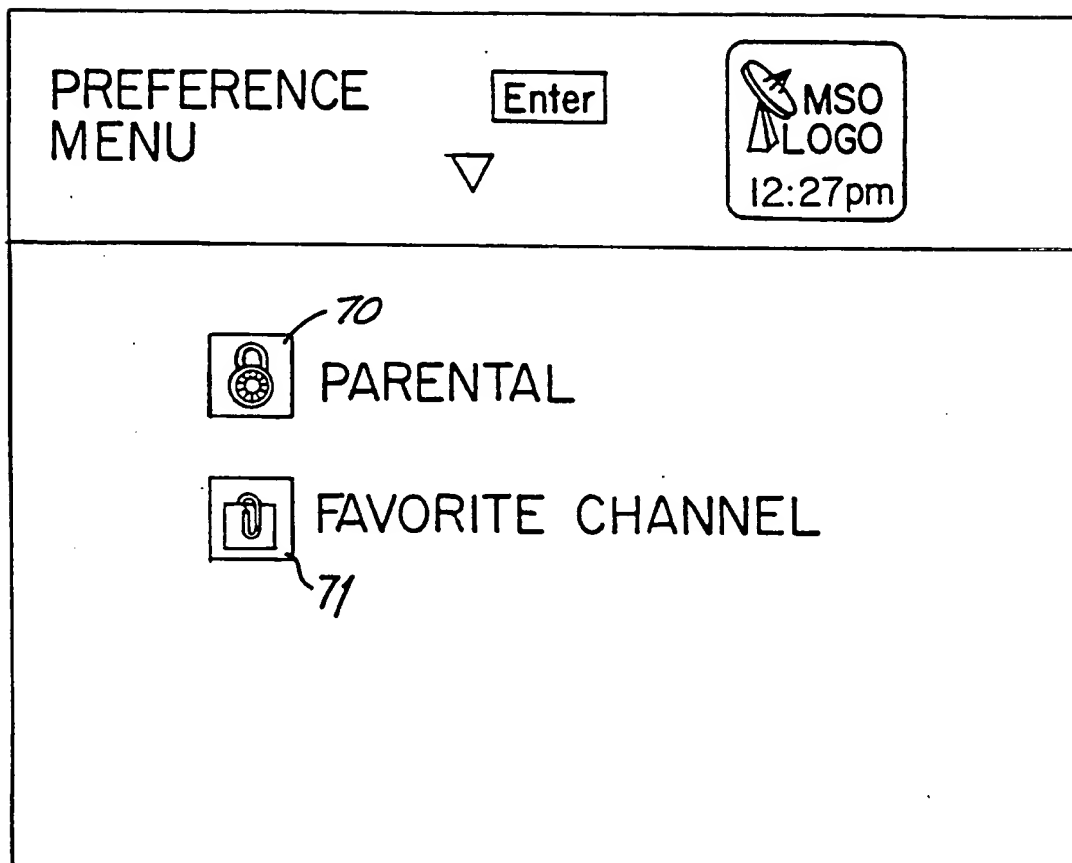 PREFERENCE
MENU
Enter
MSO
LOGO
12:27pm
70
PARENTAL
FAVORITE CHANNEL
71